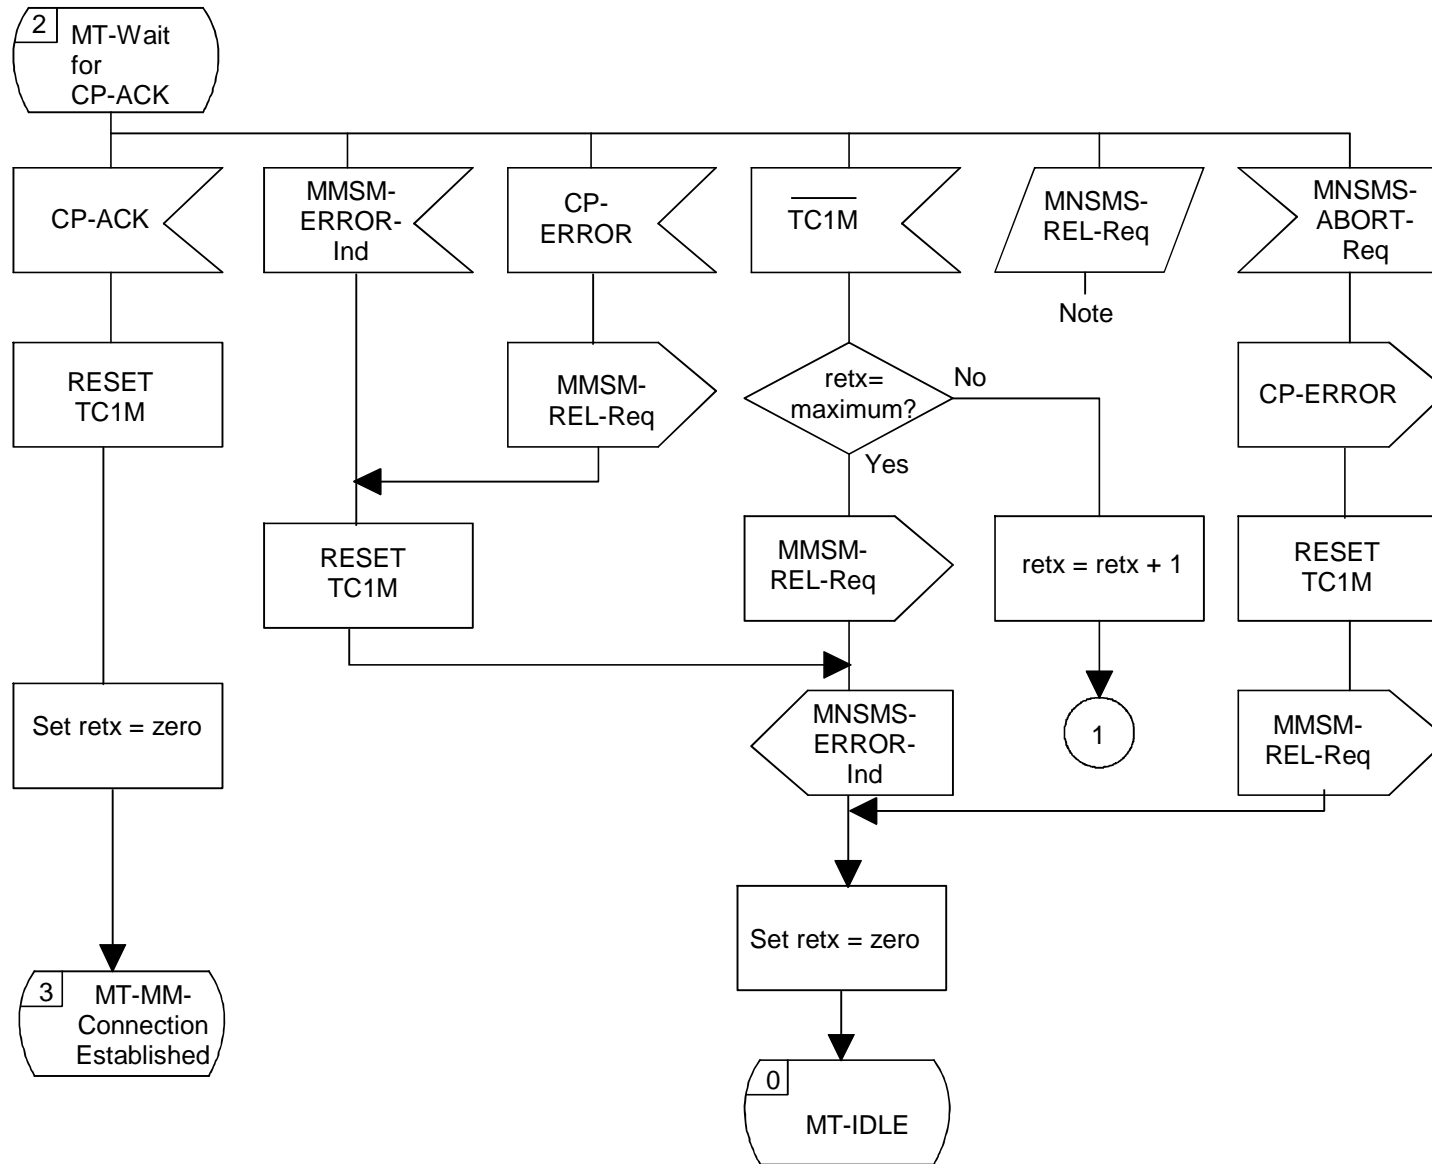 2
MT-Wait
for
CP-ACK
CP-ACK
MMSM-
ERROR-
Ind
CP-
ERROR
TC1M
MNSMS-
REL-Req
Note
MNSMS-
ABORT-
Req
RESET
TC1M
MMSM-
REL-Req
retx=
maximum?
No
Yes
CP-ERROR
RESET
TC1M
MMSM-
REL-Req
retx = retx + 1
RESET
TC1M
Set retx = zero
MNSMS-
ERROR-
Ind
1
MMSM-
REL-Req
Set retx = zero
3
MT-MM-
Connection
Established
0
MT-IDLE